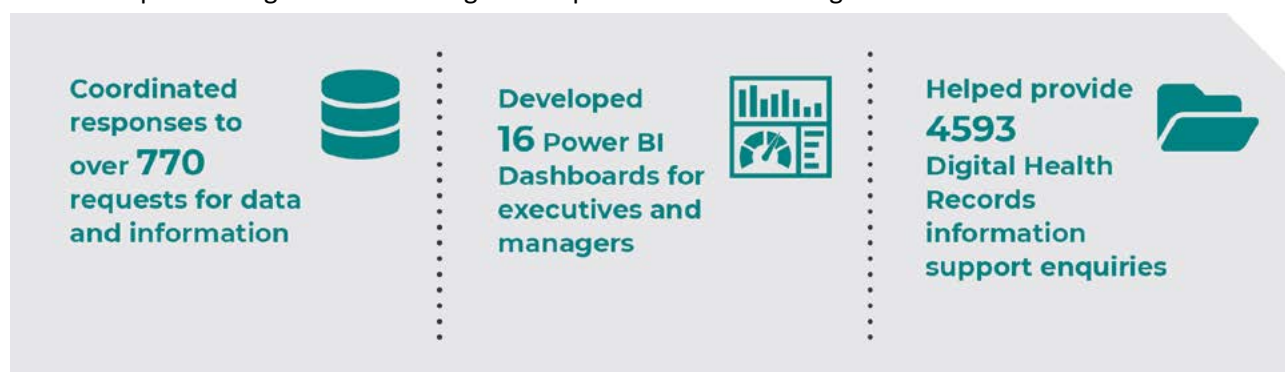 Coordinated
responses to
over 770
requests for data
and information
Developed
16 Power BI
Dashboards for
executives and
managers
Helped provide
4593
Digital Health
Records
information
support enquiries